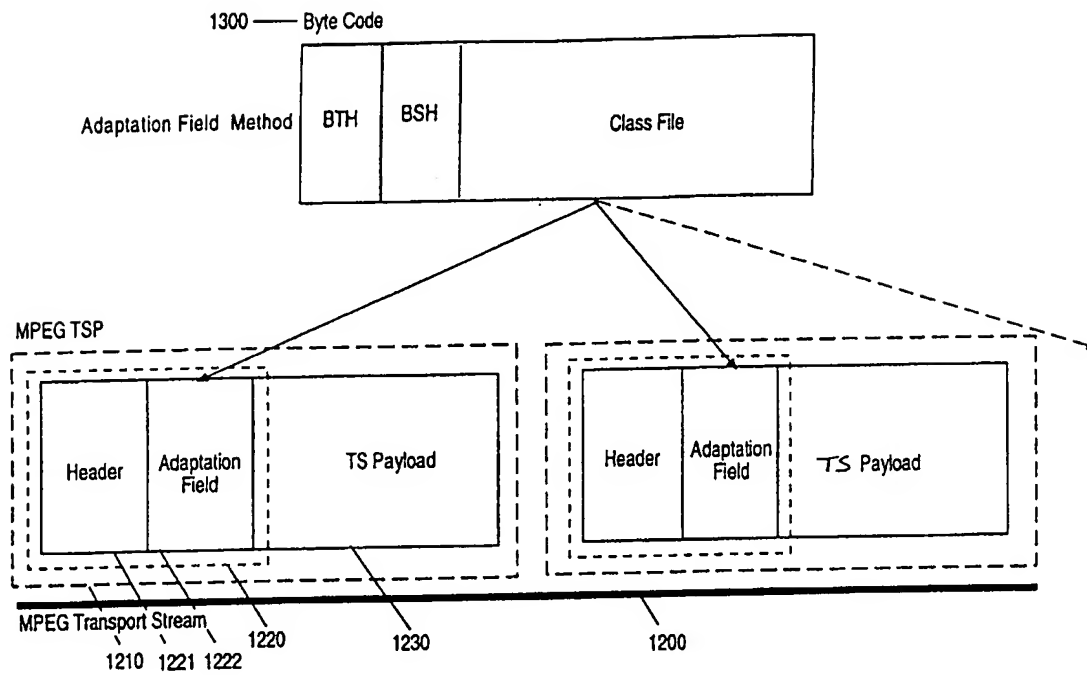 1300 Byte Code
Adaptation Field Method
BTH
BSH
Class File
MPEG TSP
Header
Adaptation
Field
TS Payload
Header
Adaptation
Field
TS Payload
MPEG Transport Stream
1210
1221
1222
1220
1230
1200